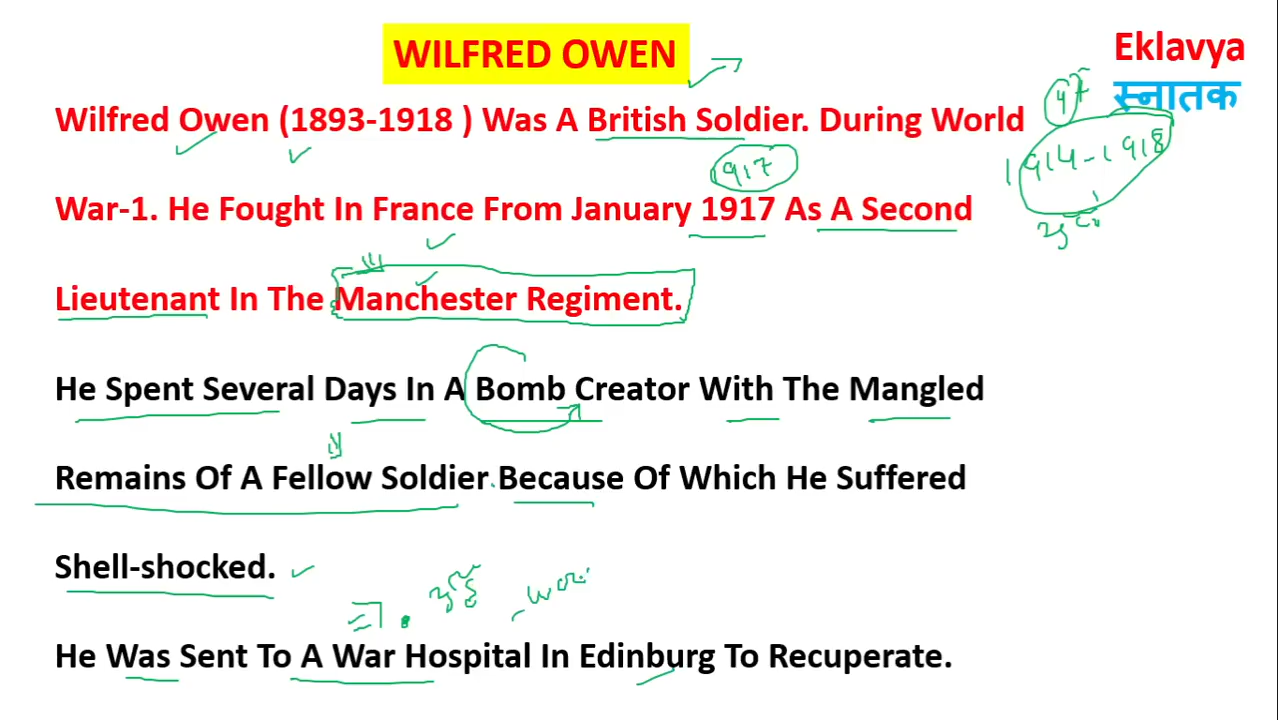 WILFRED OWEN
Eklavya
स्नातक
Wilfred Owen (1893-1918 ) Was A British Soldier. During World
1914-1918
917
War-1. He Fought In France From January 1917 As A Second
Lieutenant In The Manchester Regiment.
He Spent Several Days In A Bomb Creator With The Mangled
Remains Of A Fellow Soldier.Because Of Which He Suffered
Shell-shocked.
He Was Sent To A War Hospital In Edinburg To Recuperate.